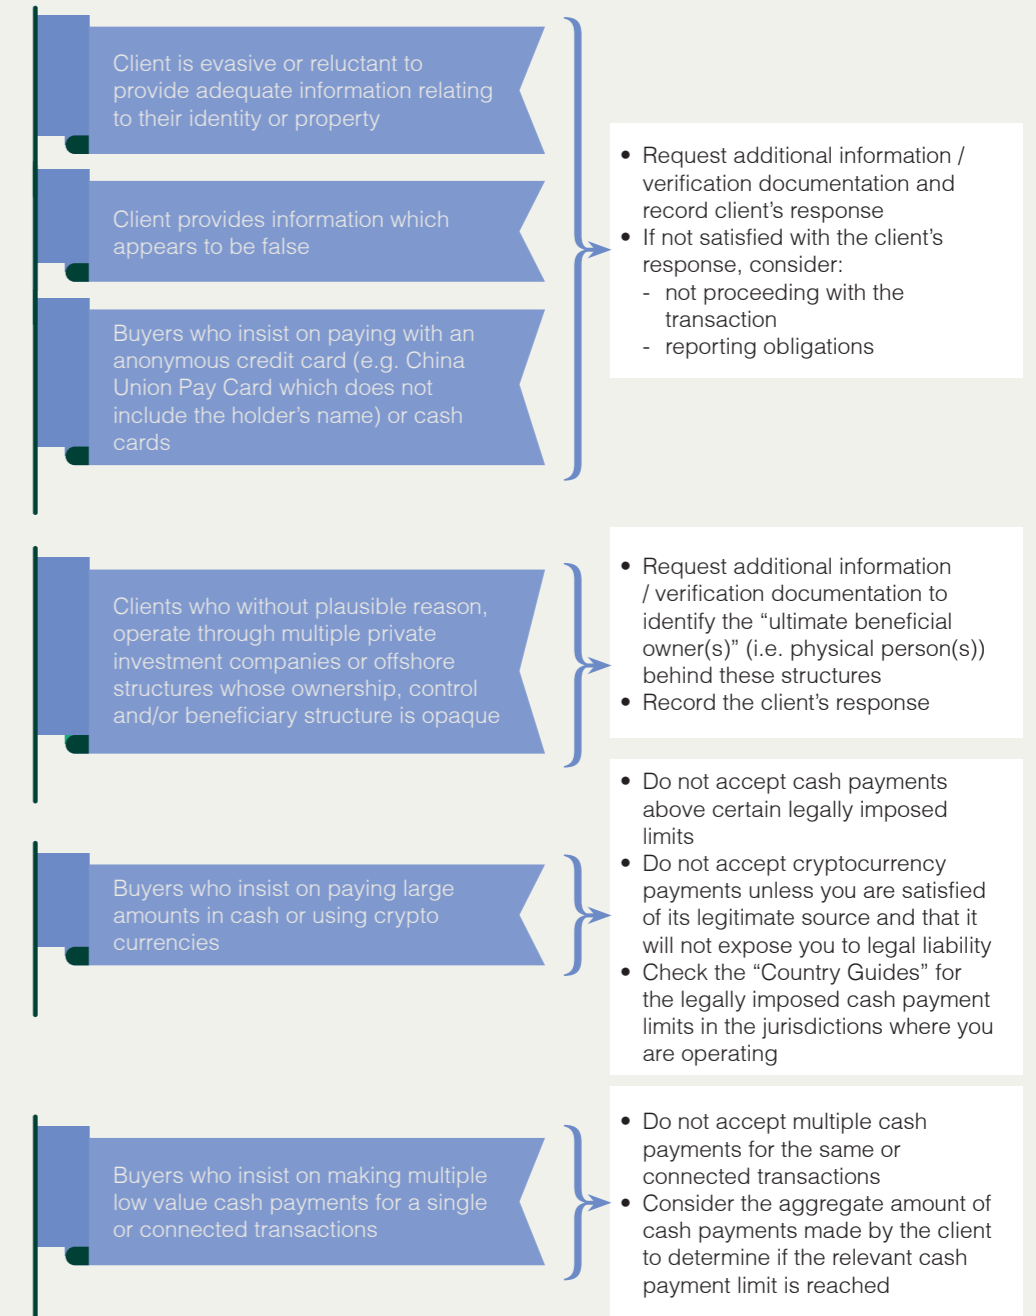 Client is evasive or reluctant to
provide adequate information relating
to their identity or property
Client provides information which
appears to be false
Buyers who insist on paying with an
anonymous credit card (e.g. China
Union Pay Card which does not
include the holder’s name) or cash
cards
• Request additional information /
verification documentation and
record client’s response
• If not satisfied with the client’s
response, consider:
- not proceeding with the
transaction
- reporting obligations
Clients who without plausible reason,
operate through multiple private
investment companies or offshore
structures whose ownership, control
and/or beneficiary structure is opaque
• Request additional information
/ verification documentation to
identify the “ultimate beneficial
owner(s)” (i.e. physical person(s))
behind these structures
• Record the client’s response
Buyers who insist on paying large
amounts in cash or using crypto
currencies
• Do not accept cash payments
above certain legally imposed
limits
• Do not accept cryptocurrency
payments unless you are satisfied
of its legitimate source and that it
will not expose you to legal liability
• Check the “Country Guides” for
the legally imposed cash payment
limits in the jurisdictions where you
are operating
Buyers who insist on making multiple
low value cash payments for a single
or connected transactions
• Do not accept multiple cash
payments for the same or
connected transactions
• Consider the aggregate amount of
cash payments made by the client
to determine if the relevant cash
payment limit is reached